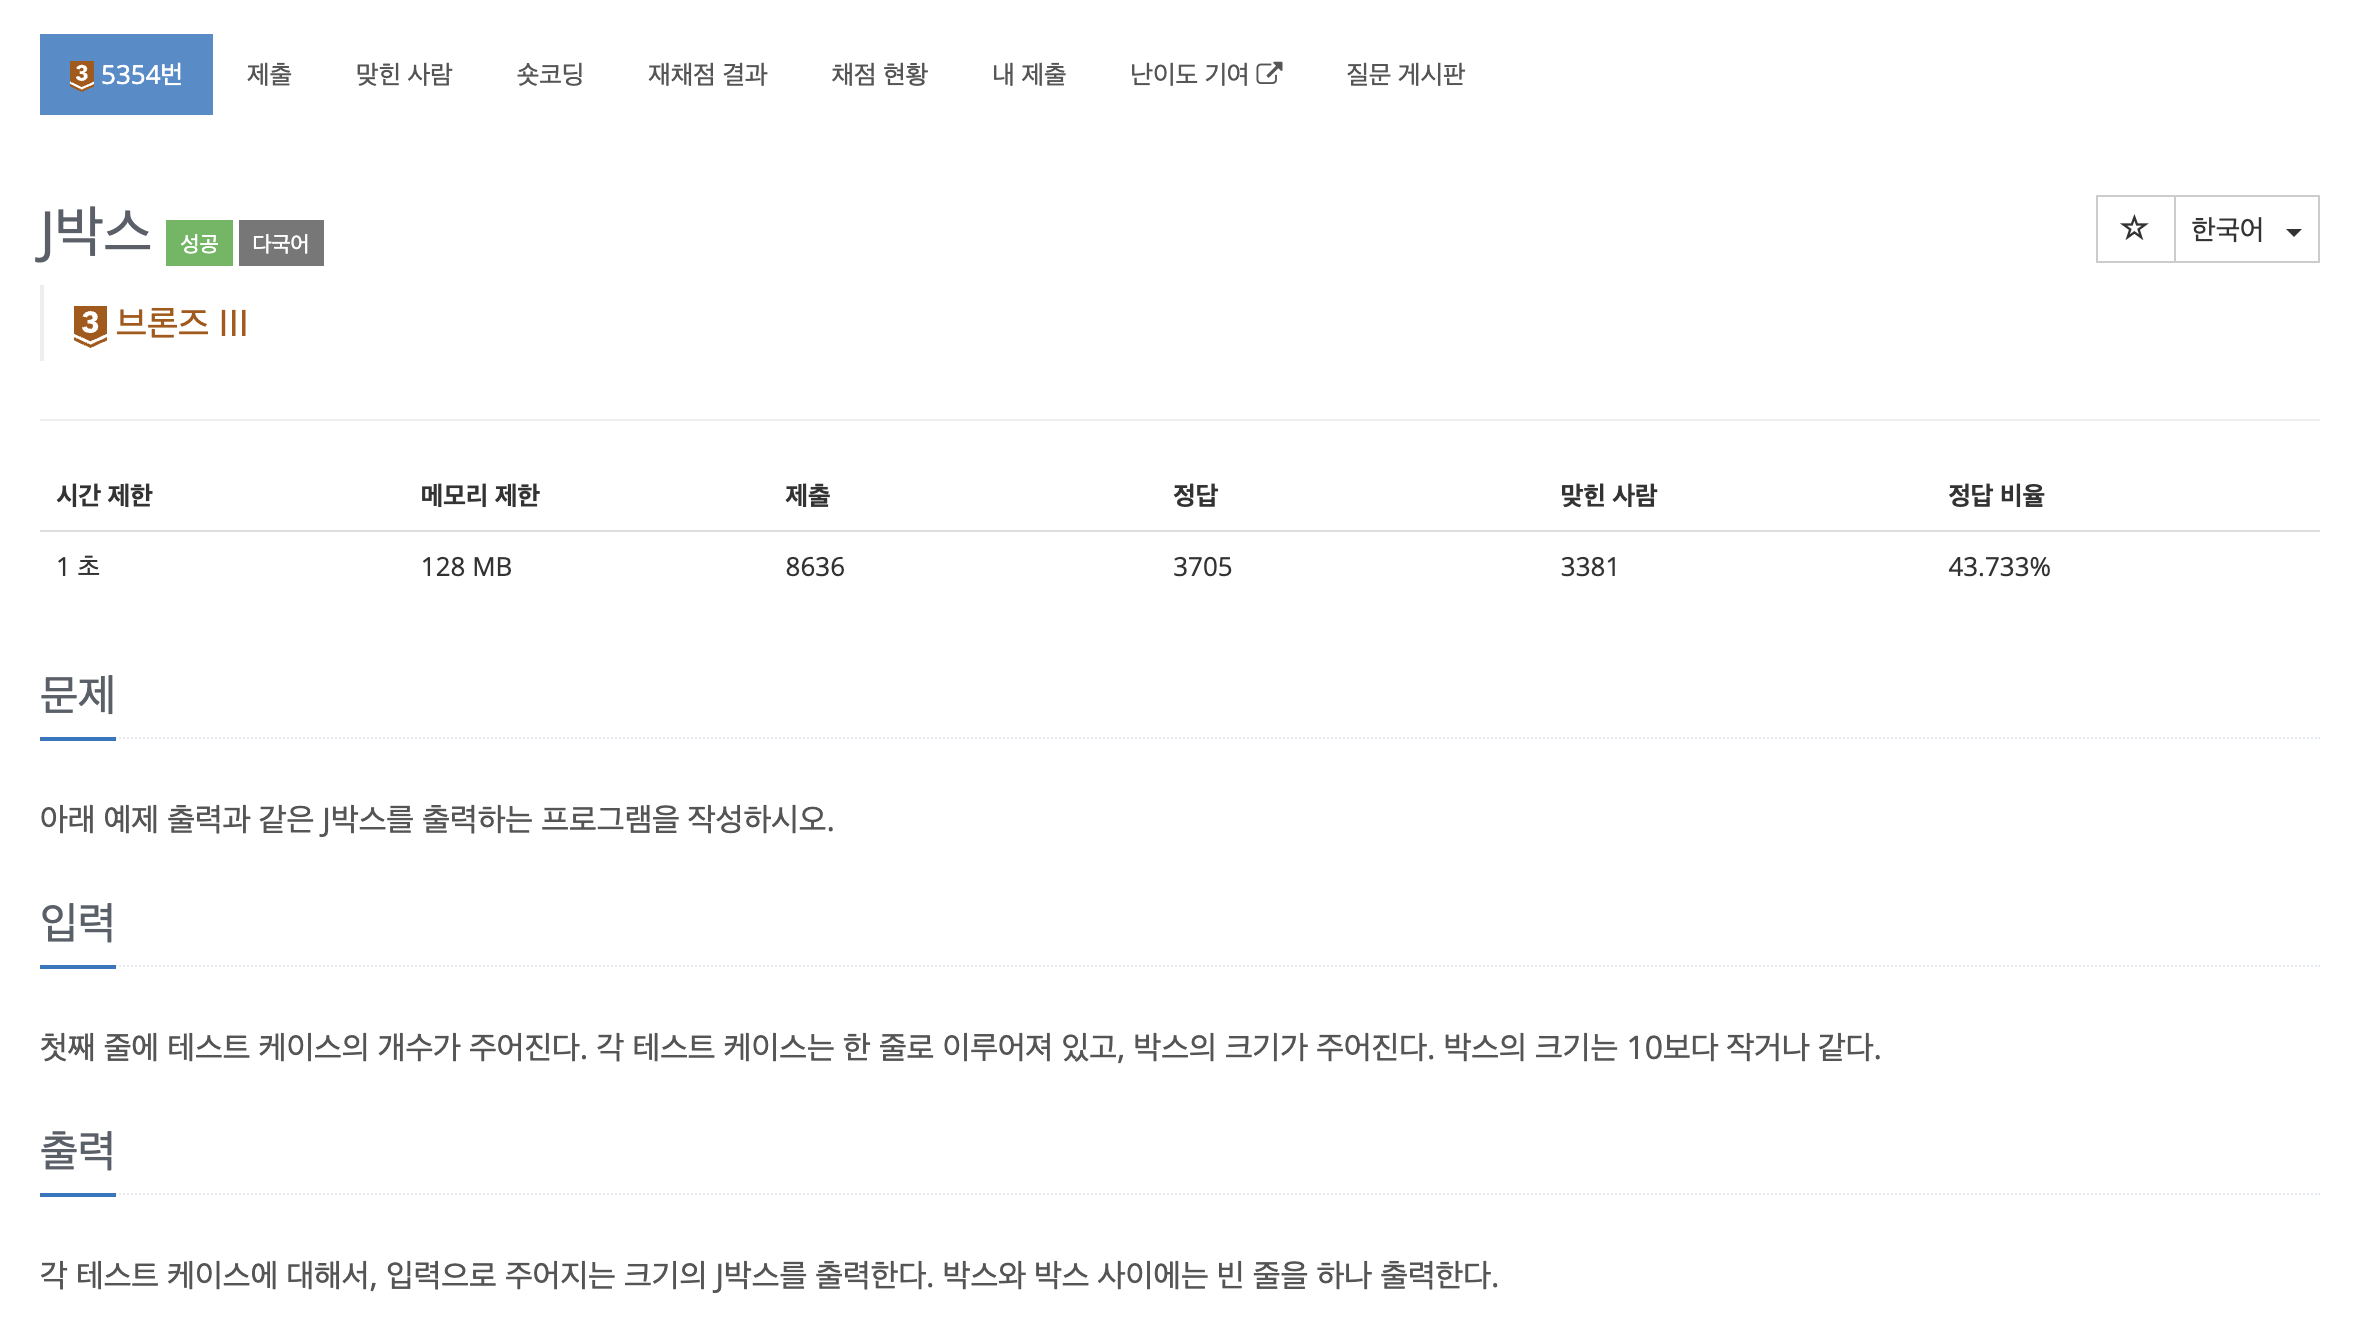 3 5354번 제출 맞힌 사람 숏코딩 재채점 결과 채점 현황 내 제출 난이도 기여 질문 게시판
J박스 성공 다국어 ☆ 한국어
3 브론즈 III
시간 제한 메모리 제한 제출 정답 맞힌 사람 정답 비율
1 초 128 MB 8636 3705 3381 43.733%
문제
아래 예제 출력과 같은 J박스를 출력하는 프로그램을 작성하시오.
입력
첫째 줄에 테스트 케이스의 개수가 주어진다. 각 테스트 케이스는 한 줄로 이루어져 있고, 박스의 크기가 주어진다. 박스의 크기는 10보다 작거나 같다.
출력
각 테스트 케이스에 대해서, 입력으로 주어지는 크기의 J박스를 출력한다. 박스와 박스 사이에는 빈 줄을 하나 출력한다.